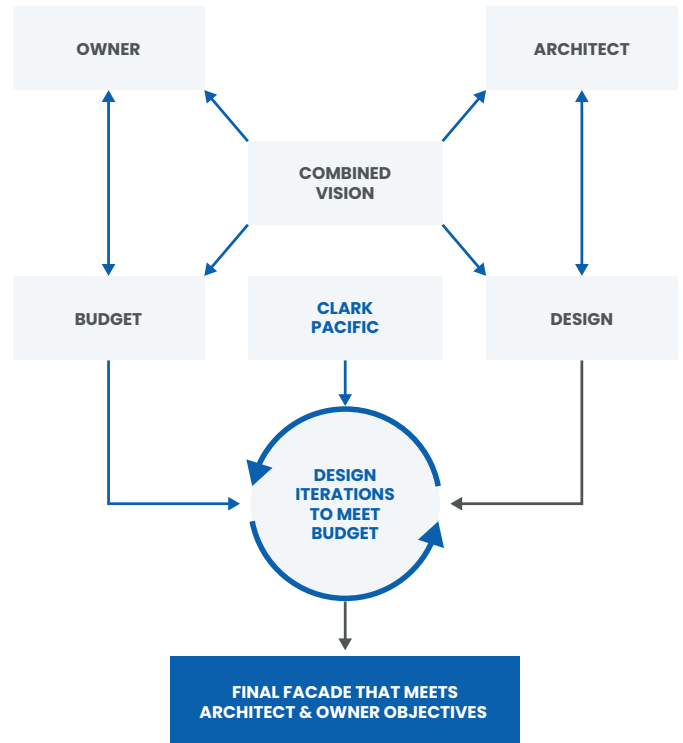 OWNER
ARCHITECT
COMBINED
VISION
BUDGET
CLARK
PACIFIC
DESIGN
DESIGN
ITERATIONS
TO MEET
BUDGET
FINAL FACADE THAT MEETS
ARCHITECT & OWNER OBJECTIVES